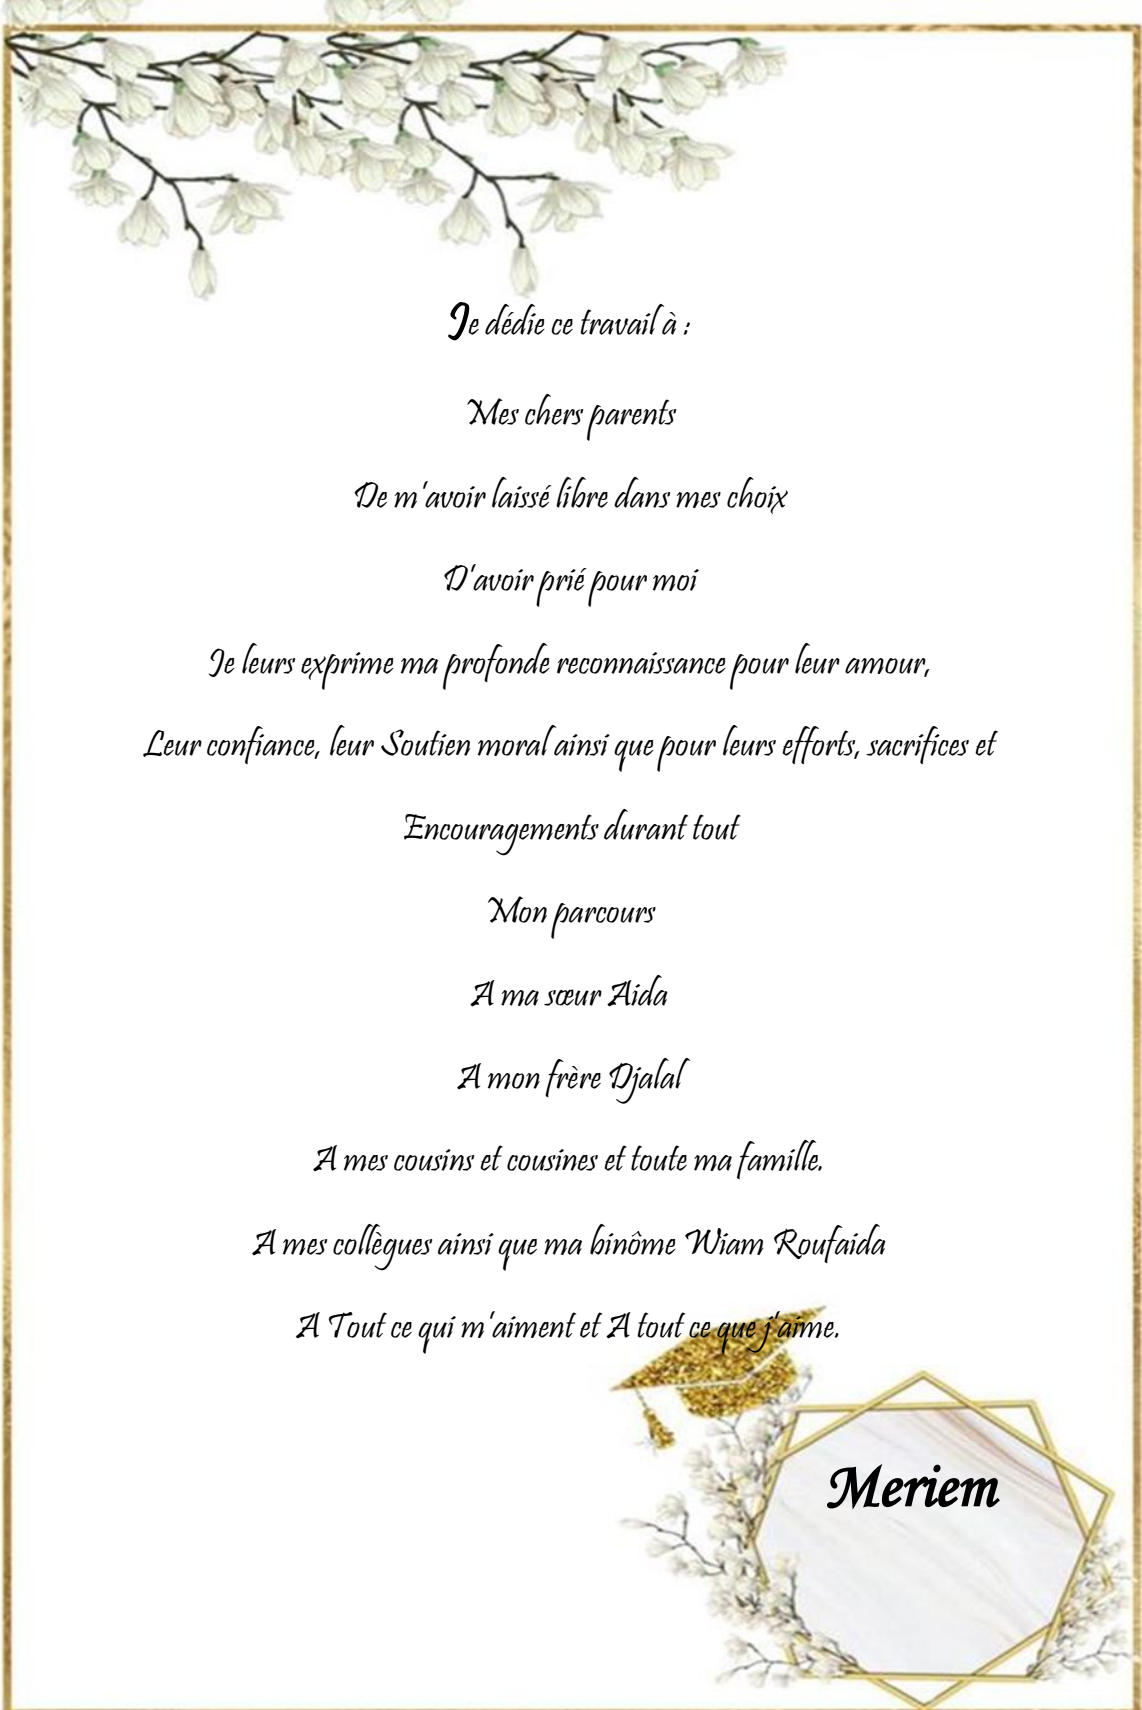 Je dédie ce travail à :
Mes chers parents
De m'avoir laissé libre dans mes choix
D'avoir prié pour moi
Je leurs exprime ma profonde reconnaissance pour leur amour,
Leur confiance, leur Soutien moral ainsi que pour leurs efforts, sacrifices et
Encouragements durant tout
Mon parcours
A ma sœur Aida
A mon frère Djalal
A mes cousins et cousines et toute ma famille.
A mes collègues ainsi que ma binôme Wiam Roufaida
A Tout ce qui m'aiment et A tout ce que j'aime.
Meriem